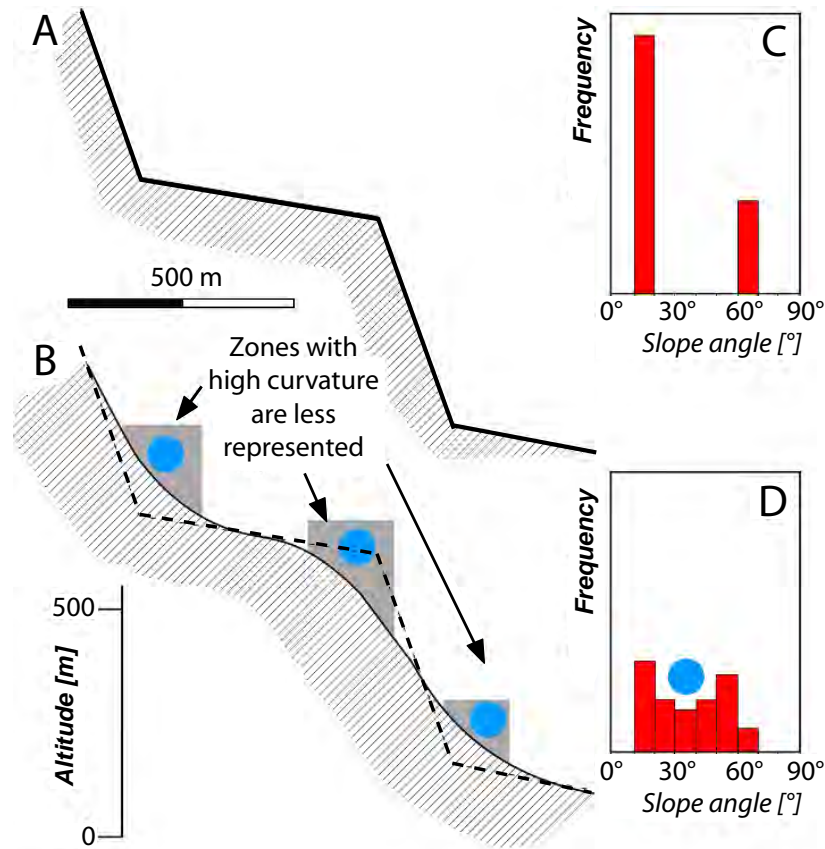 A
500 m
B
Zones with
high curvature
are less
represented
500
0
Altitude [m]
C
Frequency
0° 30° 60° 90°
Slope angle [°]
D
Frequency
0° 30° 60° 90°
Slope angle [°]